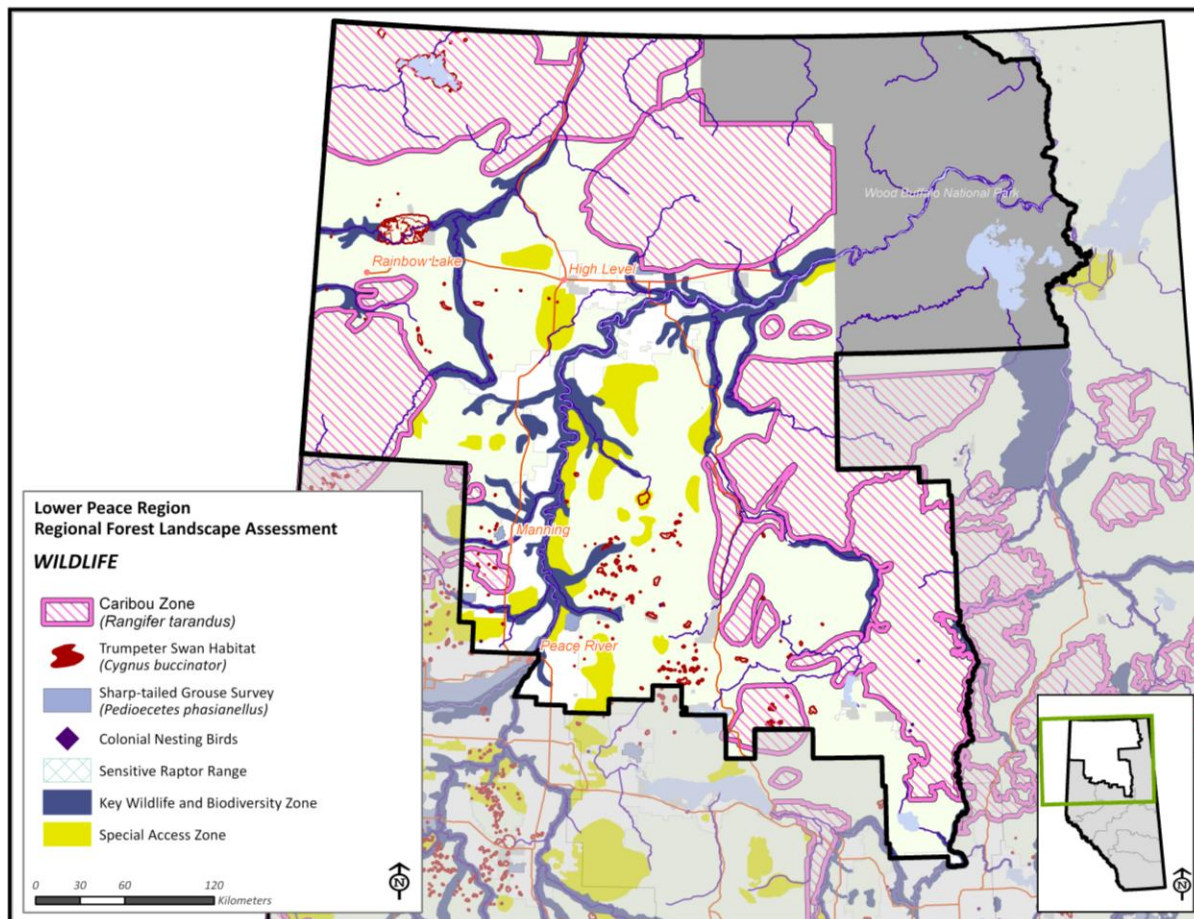 Wood Buffalo National Park
Rainbow Lake
High Level
Manning
Peace River
Lower Peace Region
Regional Forest Landscape Assessment
WILDLIFE
Caribou Zone
(Rangifer tarandus)
Trumpeter Swan Habitat
(Cygnus buccinator)
Sharp-tailed Grouse Survey
(Pedioecetes phasianellus)
Colonial Nesting Birds
Sensitive Raptor Range
Key Wildlife and Biodiversity Zone
Special Access Zone
0 30 60 120
Kilometers
N
N